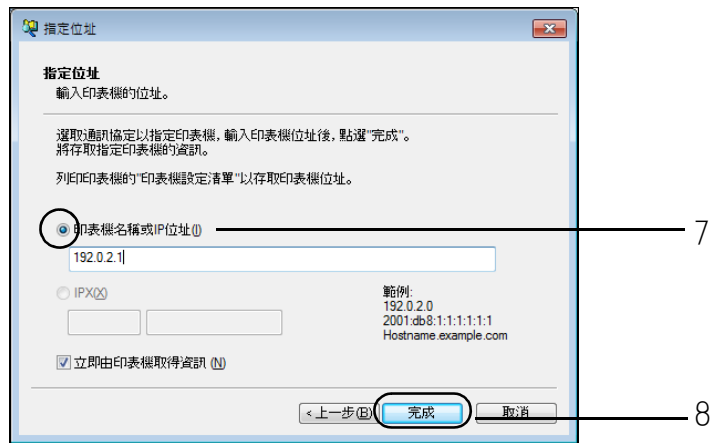 指定位址
指定位址
輸入印表機的位址。
選取通訊協定以指定印表機，輸入印表機位址後，點選"完成"。
將存取指定印表機的資訊。
列印印表機的"印表機設定清單"以存取印表機位址。
印表機名稱或IP位址(I)
7
192.0.2.1
IPX(X)
範例:
192.0.2.0
2001:db8:1:1:1:1:1:1
Hostname.example.com
立即由印表機取得資訊 (N)
<上一步(B) 完成 取消
8